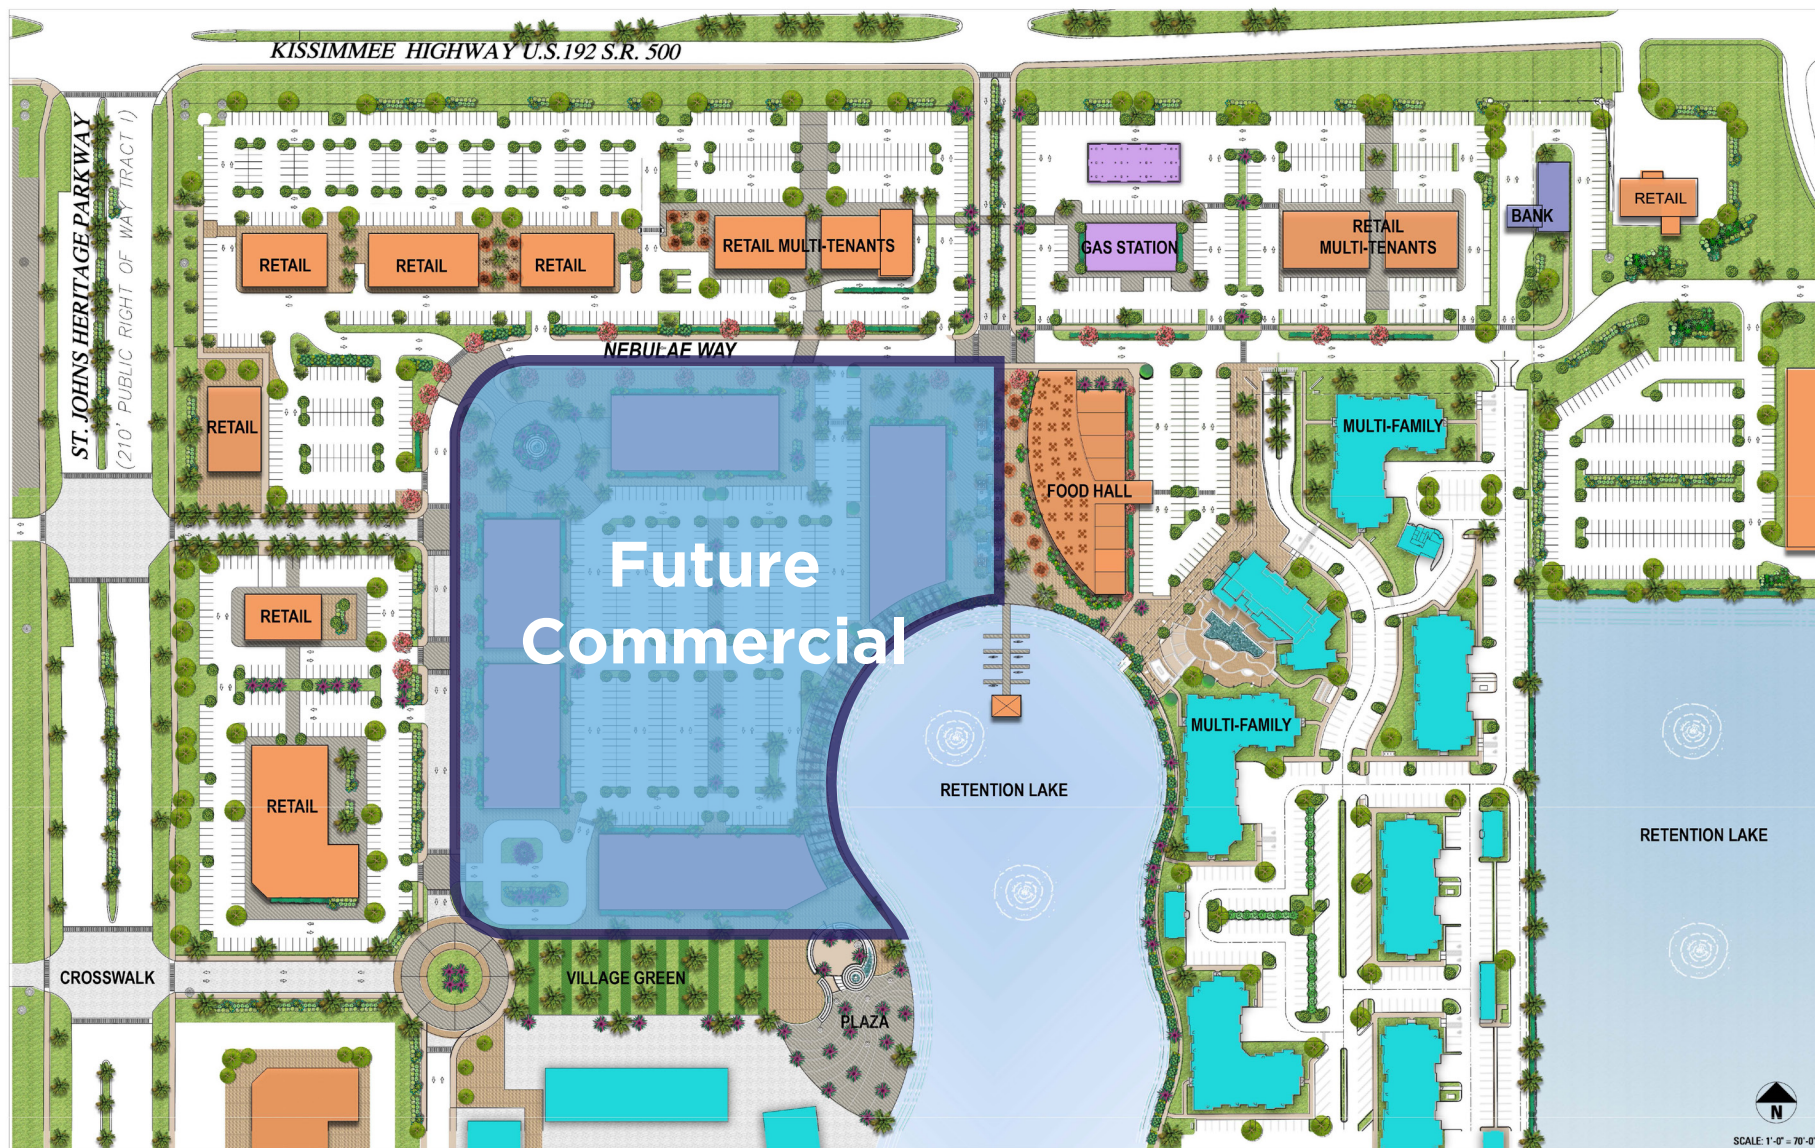 KISSIMMEE HIGHWAY U.S.192 S.R. 500
ST. JOHNS HERITAGE PARKWAY
(210' PUBLIC RIGHT OF WAY TRACT 1)
RETAIL
RETAIL
RETAIL
RETAIL MULTI-TENANTS
GAS STATION
RETAIL
MULTI-TENANTS
BANK
RETAIL
NEBULAE WAY
RETAIL
MULTI-FAMILY
FOOD HALL
Future
Commercial
RETAIL
MULTI-FAMILY
RETENTION LAKE
RETAIL
RETENTION LAKE
CROSSWALK
VILLAGE GREEN
PLAZA
N
SCALE: 1'-0" = 70'-0